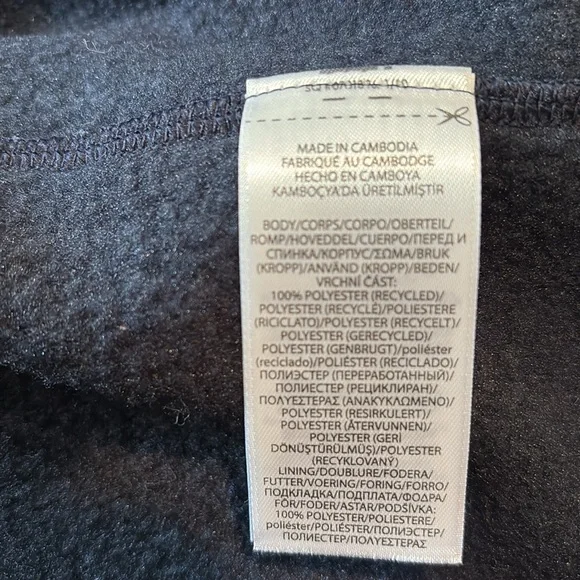 MADE IN CAMBODIA
FABRIQUÉ AU CAMBODGE
HECHO EN CAMBOYA
KAMBOÇYA'DA ÜRETİLMİŞTİR
BODY/CORPS/CORPO/OBERTEIL/
ROMP/HOVEDDEL/CUERPO/ПЕРЕД И
СПИНКА/КОРПУС/ΣΩΜΑ/BRUK
(KROPP)/ANVÄND (KROPP)/BEDEN/
VRCHNÍ ČÁST:
100% POLYESTER (RECYCLED)/
POLYESTER (RECYCLÉ)/POLIESTERE
(RICICLATO)/POLYESTER (RECYCELT)/
POLYESTER (GERECYCLED)/
POLYESTER (GENBRUGT)/poliéster
(reciclado)/POLIÉSTER (RECICLADO)/
ПОЛИЭСТЕР (ПЕРЕРАБОТАННЫЙ)/
ПОЛИЕСТЕР (РЕЦИКЛИРАН)/
ΠΟΛΥΕΣΤΕΡΑΣ (ΑΝΑΚΥΚΛΩΜΕΝΟ)/
POLYESTER (RESIRKULERT)/
POLYESTER (ÅTERVUNNEN)/
POLYESTER (GERİ
DÖNÜŞTÜRÜLMÜŞ)/POLYESTER
(RECYKLOVANÝ)
LINING/DOUBLURE/FODERA/
FUTTER/VOERING/FORING/FORRO/
ПОДКЛАДКА/ПОДПЛАТА/ΦΟΔΡΑ/
FÔR/FODER/ASTAR/PODŠÍVKA:
100% POLYESTER/POLIESTERE/
poliéster/POLIÉSTER/ПОЛИЭСТЕР/
ПОЛИЕСТЕР/ΠΟΛΥΕΣΤΕΡΑΣ